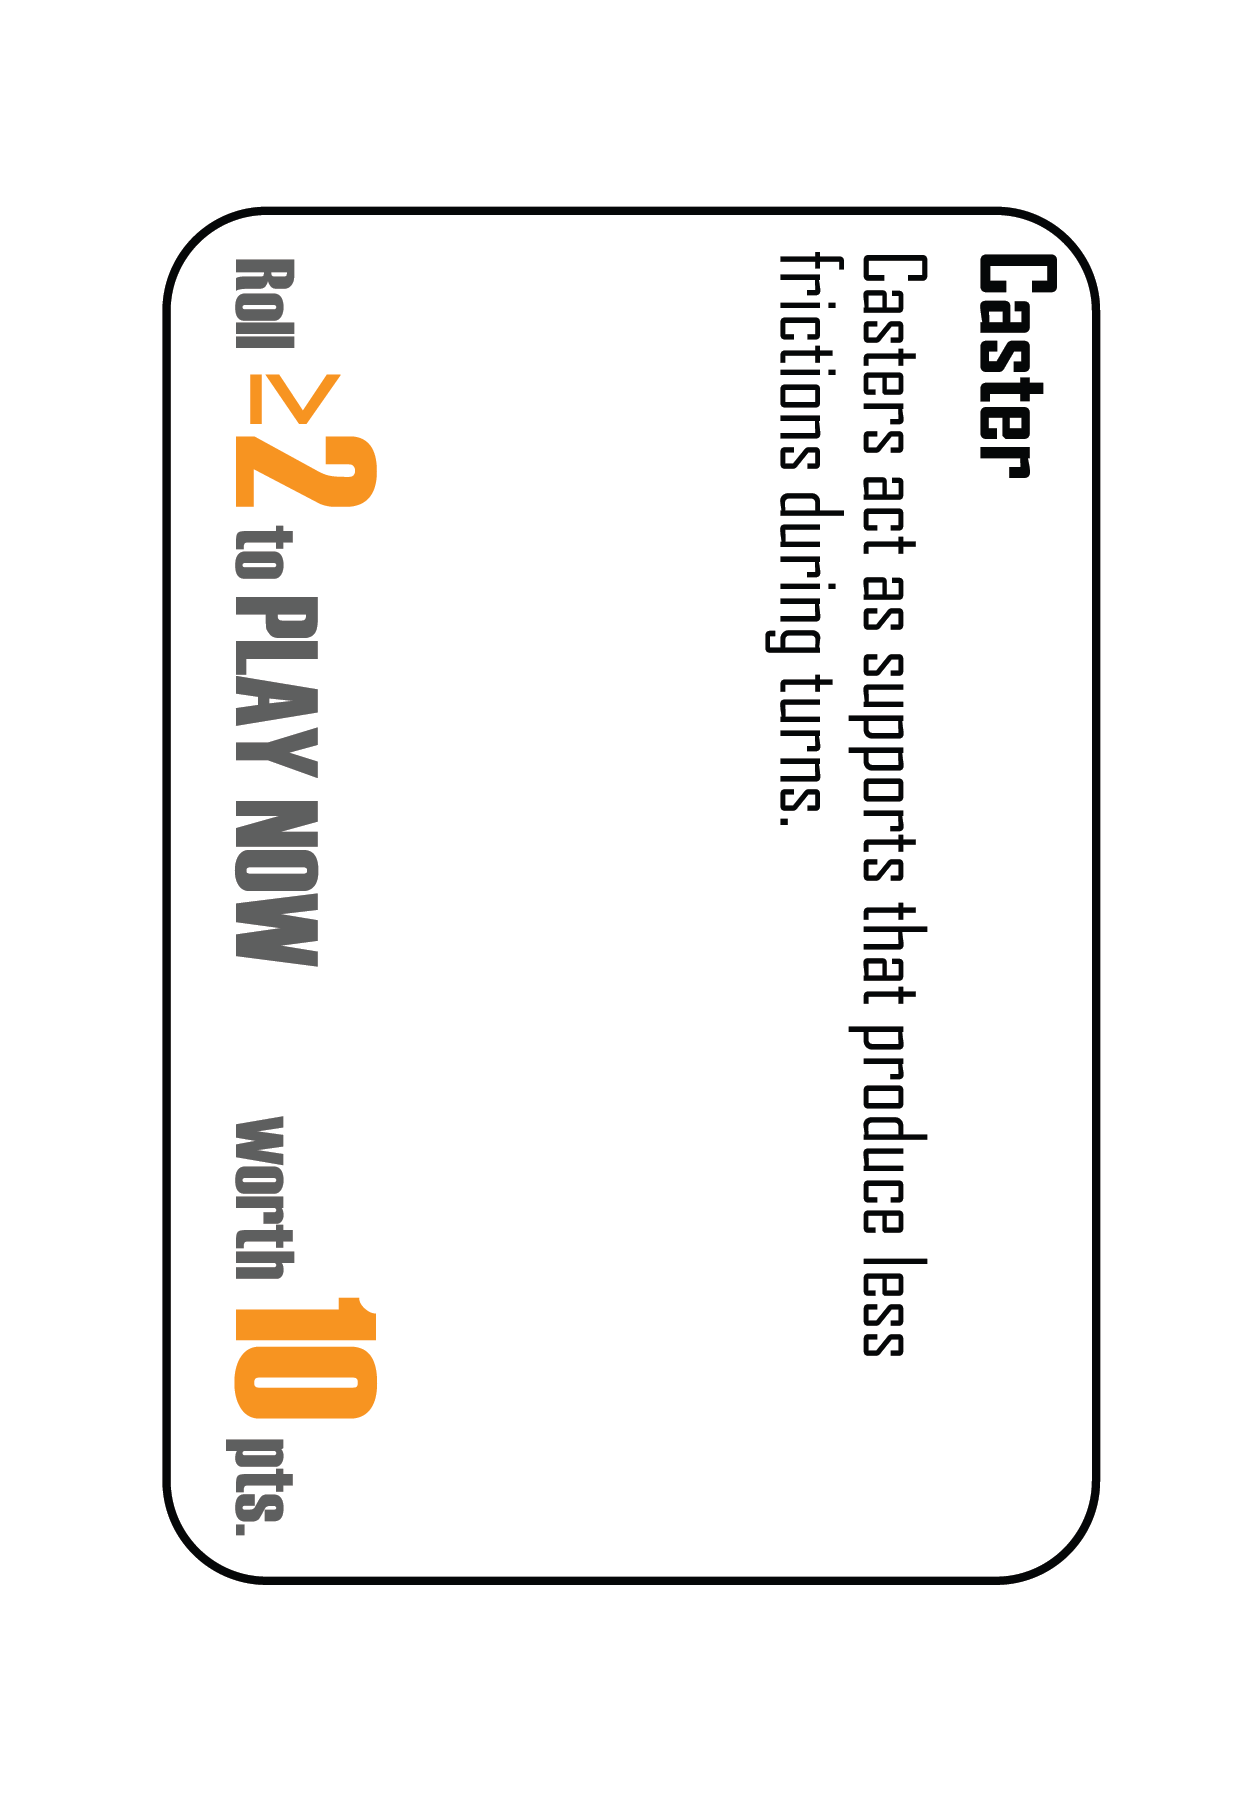 Caster
Casters act as supports that produce less
frictions during turns.
Roll ≥2 to PLAY NOW worth 10 pts.